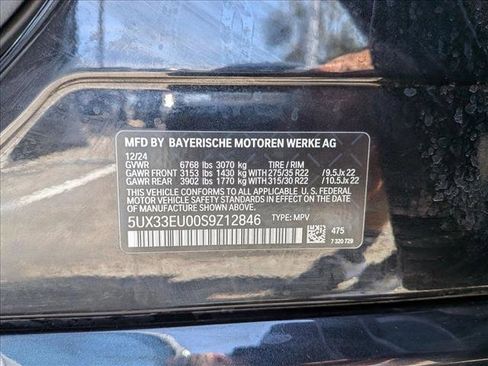 MFD BY BAYERISCHE MOTOREN WERKE AG
12/24
GVWR 6768 lbs 3070 kg TIRE / RIM
GAWR FRONT 3153 lbs 1430 kg WITH 275/35 R22 / 9.5Jx 22
GAWR REAR 3902 lbs 1770 kg WITH 315/30 R22 / 10.5Jx 22
THIS VEHICLE CONFORMS TO ALL APPLICABLE U.S. FEDERAL
MOTOR VEHICLE SAFETY STANDARDS IN EFFECT ON THE DATE
OF MANUFACTURE SHOWN ABOVE.
5UX33EU00S9Z12846 TYPE: MPV
475
7 320 729